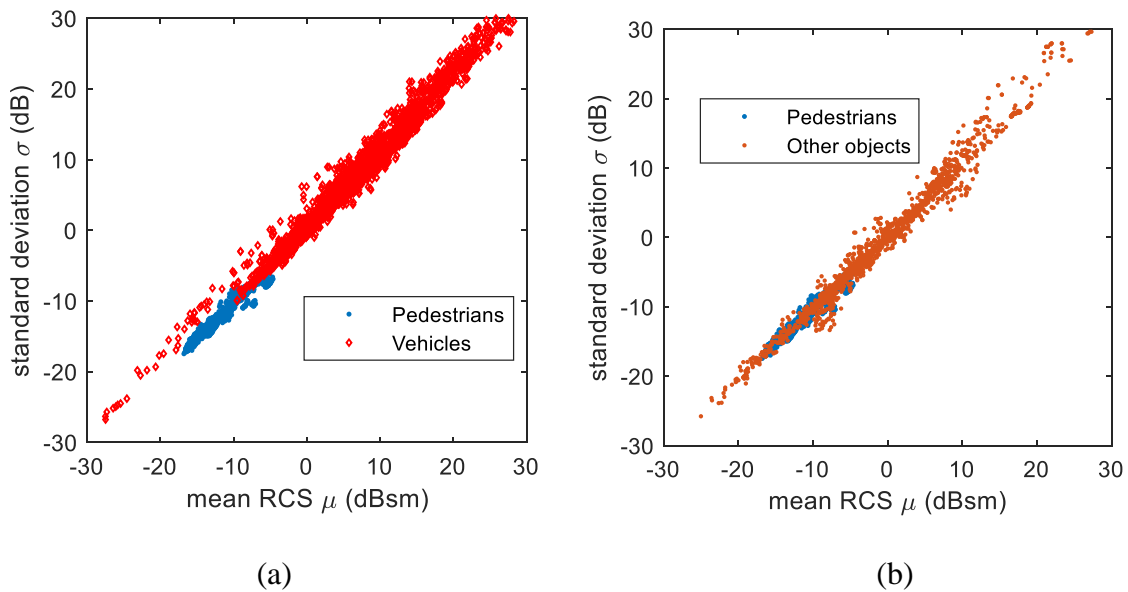 30
20
10
0
-10
-20
-30
-30 -20 -10 0 10 20 30
standard deviation σ (dB)
mean RCS μ (dBsm)
Pedestrians
Vehicles
(a)
30
20
10
0
-10
-20
-30
-30 -20 -10 0 10 20 30
standard deviation σ (dB)
mean RCS μ (dBsm)
Pedestrians
Other objects
(b)